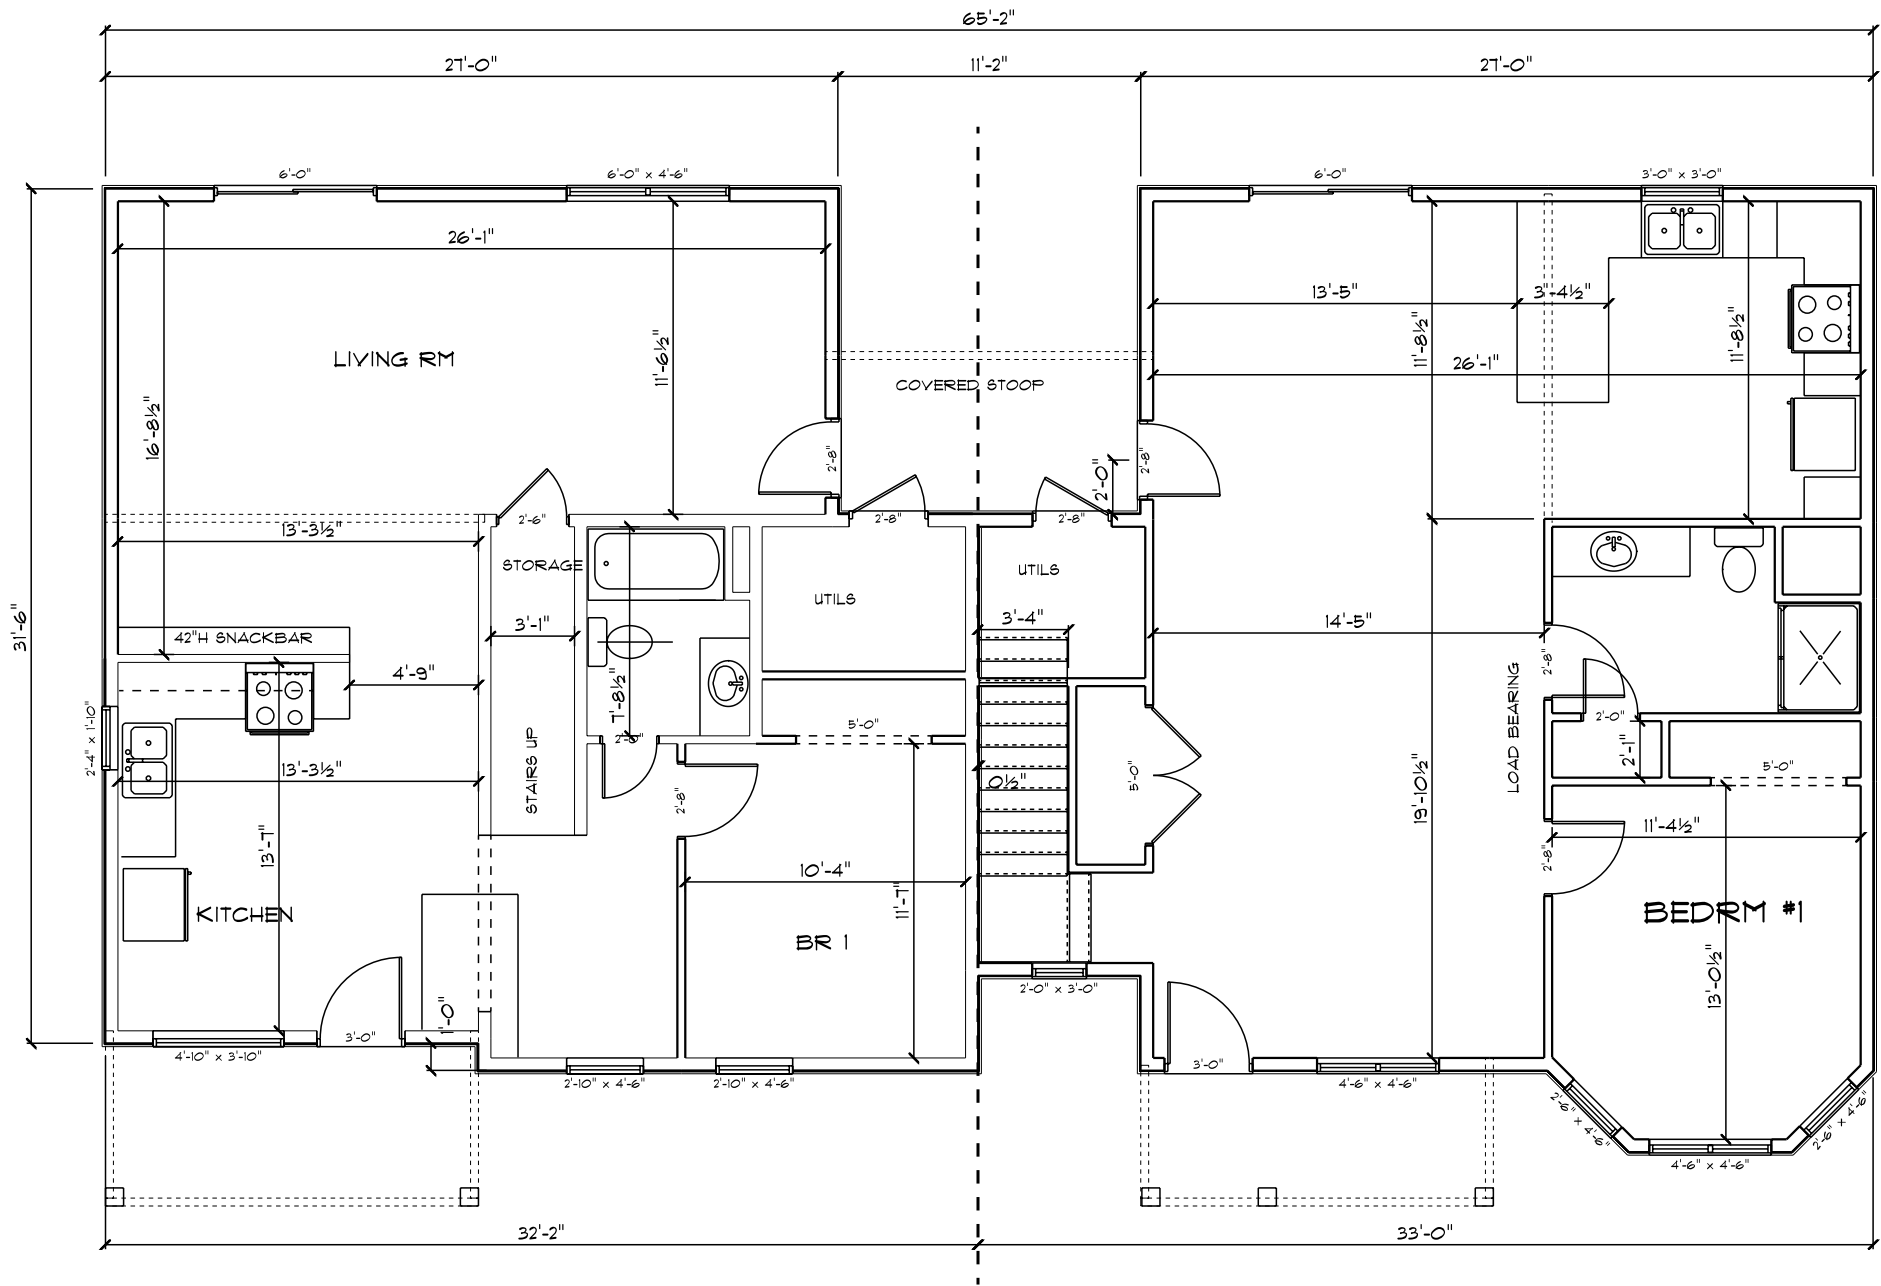 65'-2"
27'-0"
11'-2"
27'-0"
6'-0"
6'-0" x 4'-6"
6'-0"
3'-0" x 3'-0"
26'-1"
13'-5"
3'-4½"
11'-8½"
11'-8½"
LIVING RM
11'-6½"
26'-1"
COVERED STOOP
16'-8½"
2'-8"
2'-8"
2'-0"
2'-6"
2'-8"
2'-8"
13'-3½"
STORAGE
UTILS
UTILS
31'-6"
3'-1"
3'-4"
14'-5"
42"H SNACKBAR
4'-9"
2'-8"
7'-8½"
LOAD BEARING
2'-4" x 1'-10"
5'-0"
2'-0"
2'-0"
2'-1"
13'-3½"
STAIRS UP
2'-8"
0½"
5'-0"
5'-0"
19'-10½"
13'-7"
11'-4½"
2'-8"
10'-4"
11'-7"
KITCHEN
BR 1
BEDRM #1
13'-0½"
2'-0" x 3'-0"
1'-0"
3'-0"
4'-10" x 3'-10"
3'-0"
2'-10" x 4'-6"
2'-10" x 4'-6"
4'-6" x 4'-6"
2'-6" x 4'-6"
2'-6" x 4'-6"
4'-6" x 4'-6"
32'-2"
33'-0"